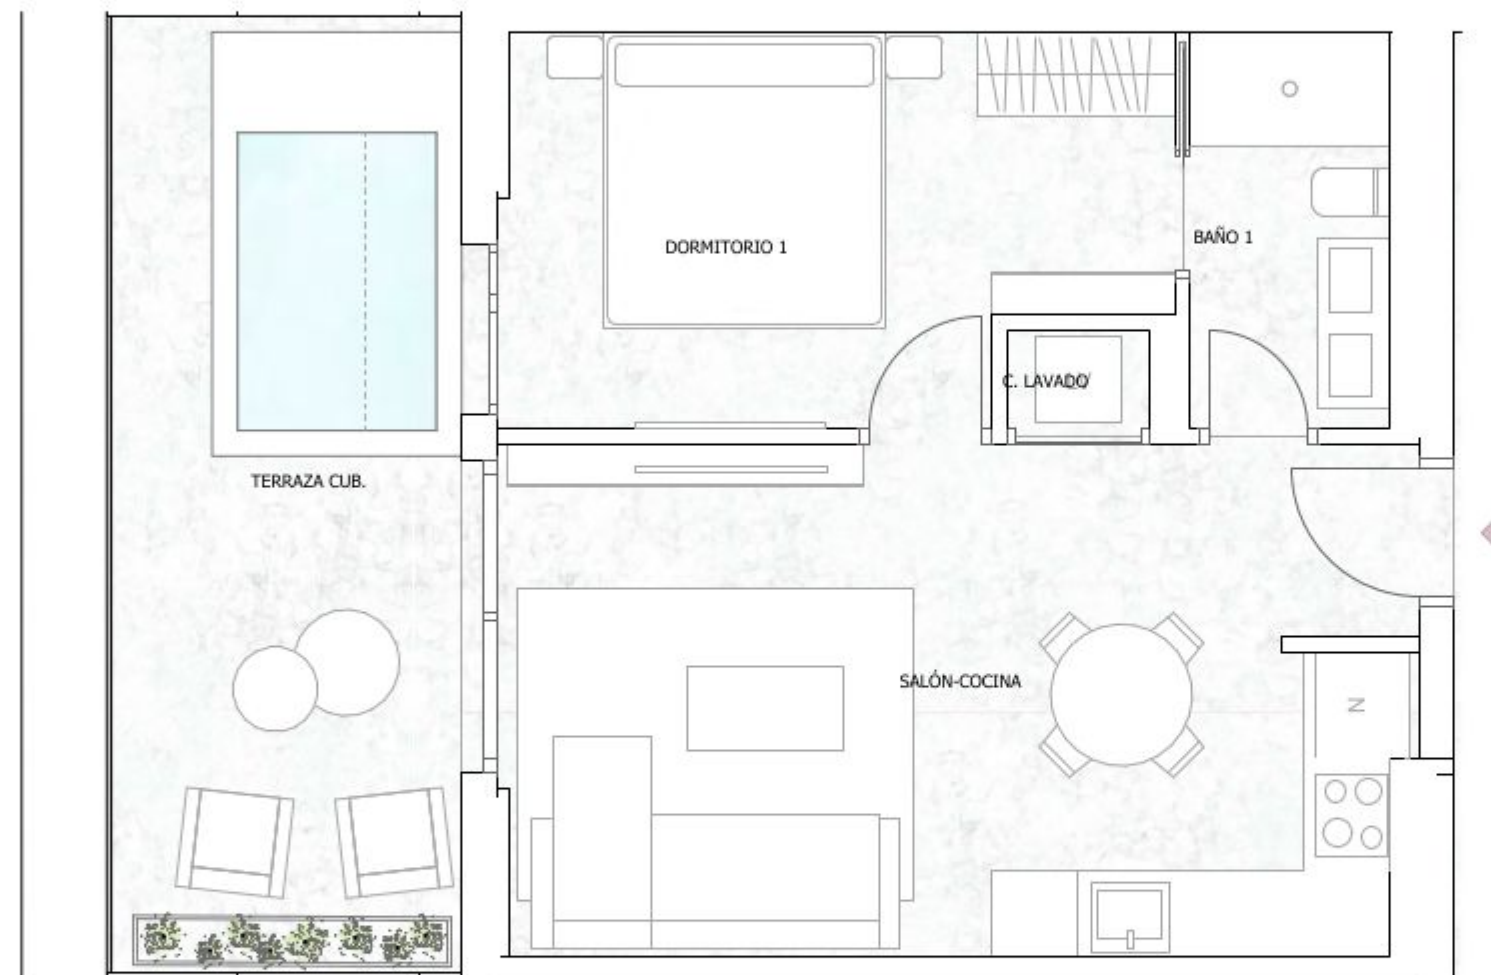 DORMITORIO 1
BAÑO 1
C. LAVADO
TERRAZA CUB.
SALÓN-COCINA
N